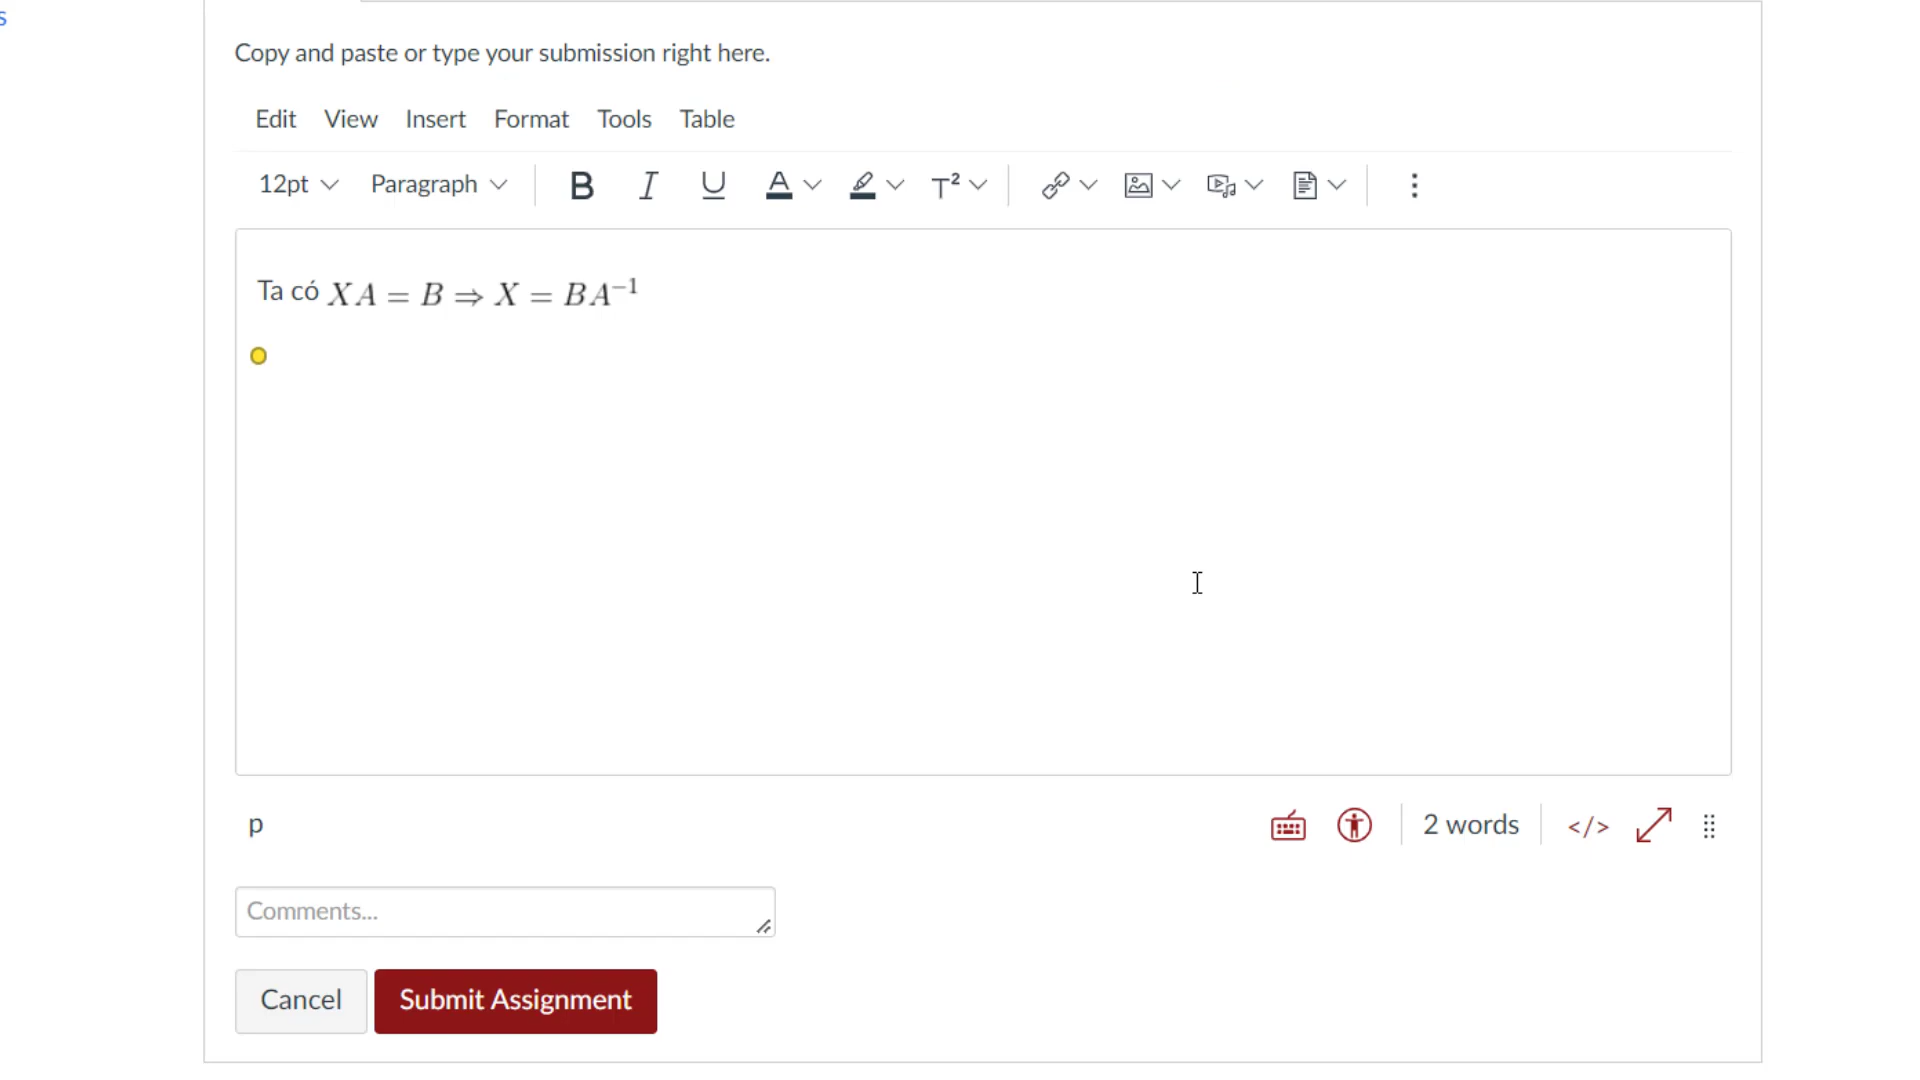 s
Copy and paste or type your submission right here.
Edit View Insert Format Tools Table
12pt Paragraph B I U A T²
Ta có XA = B ⇒ X = BA⁻¹
p
2 words </>
Comments...
Cancel Submit Assignment